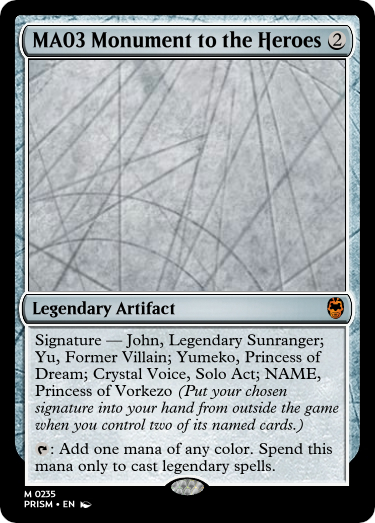 MA03 Monument to the Heroes 2
Legendary Artifact
Signature — John, Legendary Sunranger;
Yu, Former Villain; Yumeko, Princess of
Dream; Crystal Voice, Solo Act; NAME,
Princess of Vorkezo (Put your chosen
signature into your hand from outside the game
when you control two of its named cards.)
: Add one mana of any color. Spend this
mana only to cast legendary spells.
M 0235
PRISM • EN